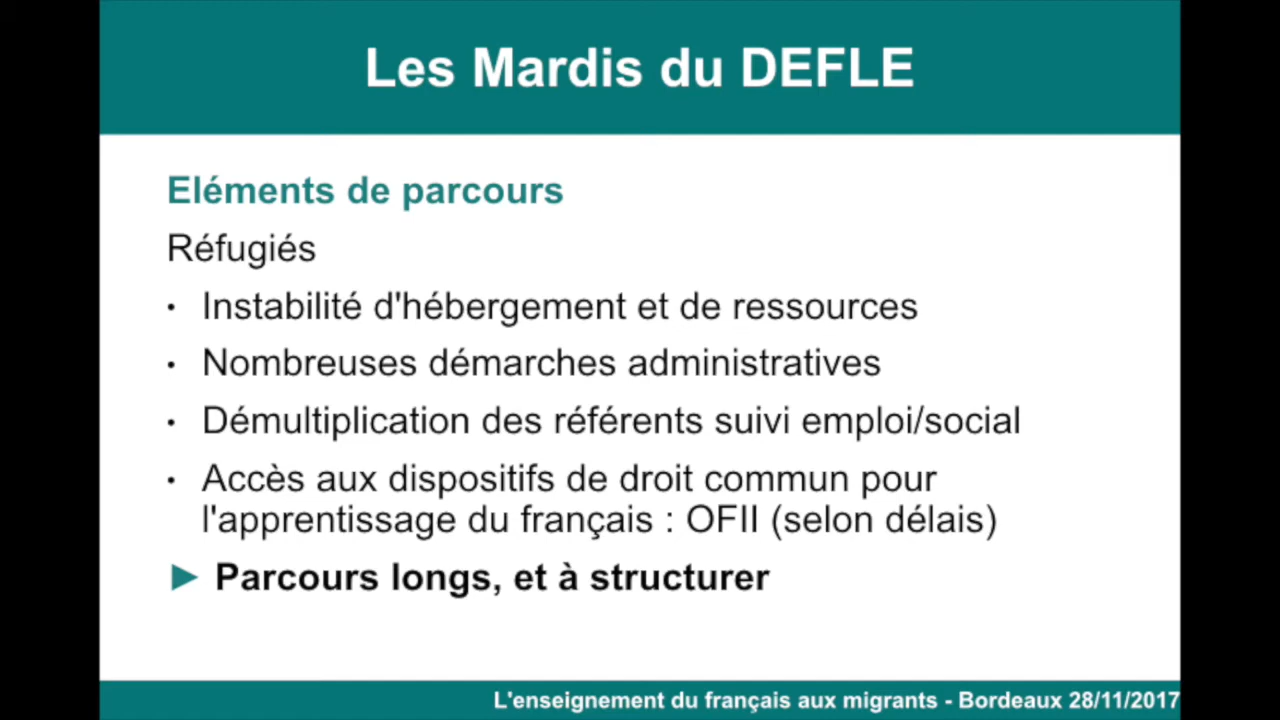 Les Mardis du DEFLE
Eléments de parcours
Réfugiés
• Instabilité d'hébergement et de ressources
• Nombreuses démarches administratives
• Démultiplication des référents suivi emploi/social
• Accès aux dispositifs de droit commun pour
l'apprentissage du français : OFII (selon délais)
► Parcours longs, et à structurer
L'enseignement du français aux migrants - Bordeaux 28/11/2017